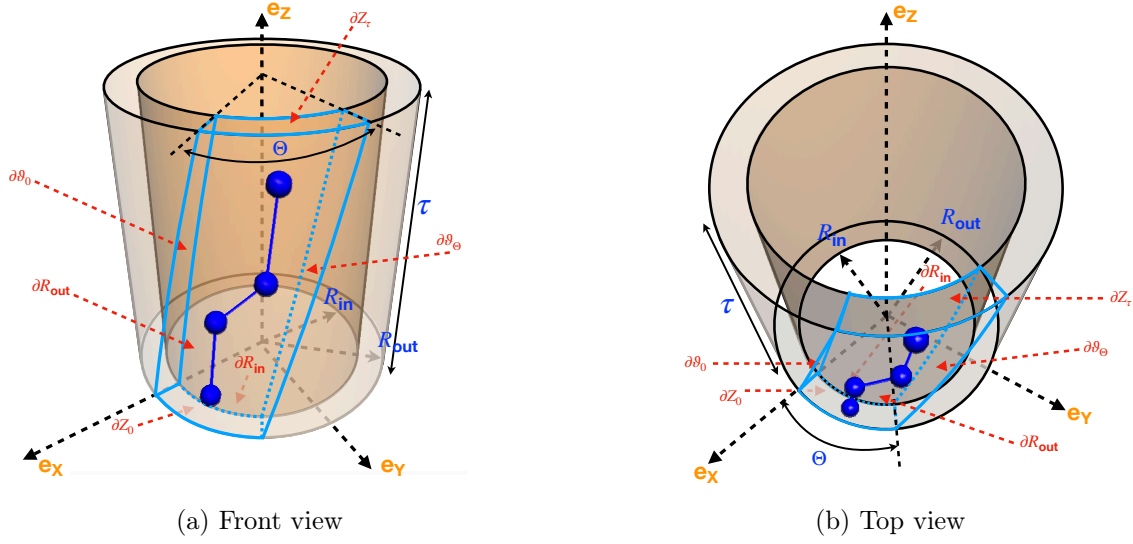 e_Z
∂Z_τ
Θ
∂ϑ_0
τ
∂ϑ_Θ
∂R_out
R_in
R_out
∂R_in
∂Z_0
e_X
e_Y
(a) Front view
e_Z
R_out
R_in
∂R_in
τ
∂Z_τ
∂ϑ_0
∂ϑ_Θ
∂Z_0
e_Y
∂R_out
Θ
e_X
(b) Top view